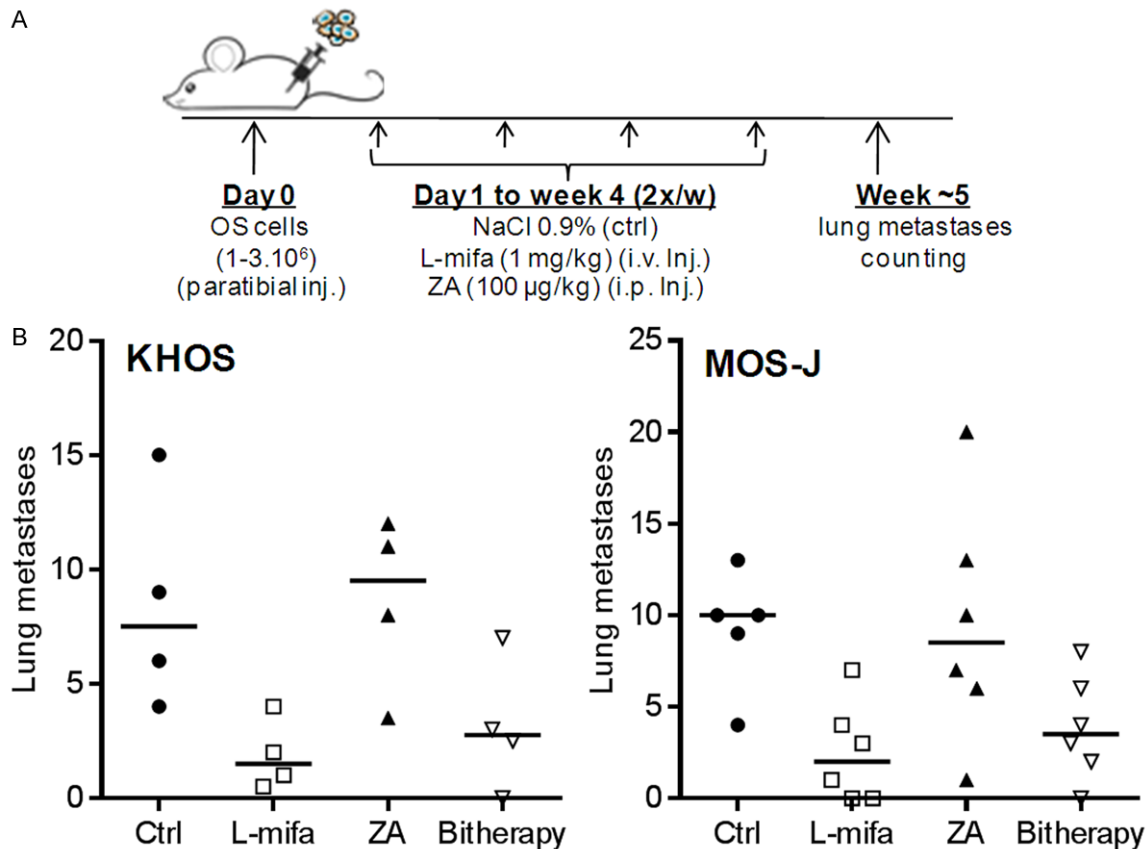 A
Day 0
OS cells
(1-3.10⁶)
(paratibial inj.)
Day 1 to week 4 (2x/w)
NaCl 0.9% (ctrl)
L-mifa (1 mg/kg) (i.v. Inj.)
ZA (100 µg/kg) (i.p. Inj.)
Week ~5
lung metastases
counting
B
KHOS
Lung metastases
20
15
10
5
0
Ctrl L-mifa ZA Bitherapy
MOS-J
Lung metastases
25
20
15
10
5
0
Ctrl L-mifa ZA Bitherapy